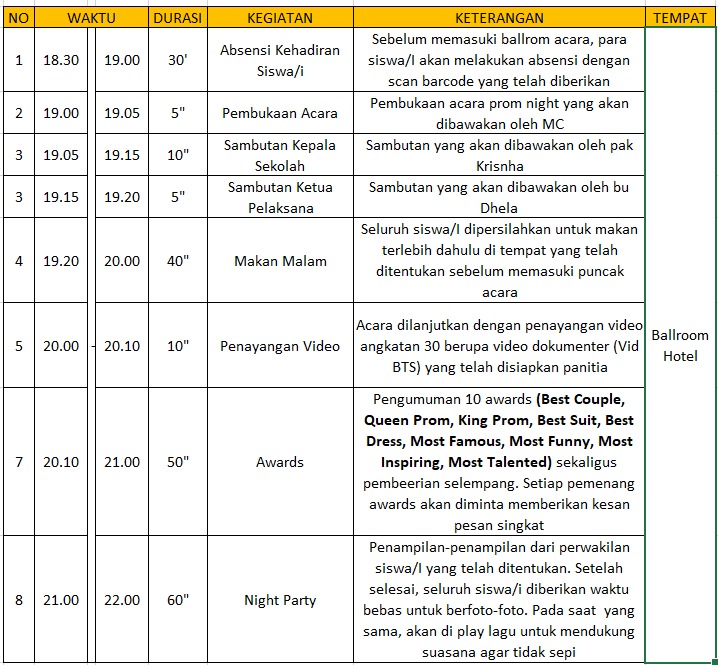 NO WAKTU DURASI KEGIATAN KETERANGAN TEMPAT
1 18.30 19.00 30' Absensi Kehadiran Siswa/i
Sebelum memasuki ballrom acara, para
siswa/I akan melakukan absensi dengan
scan barcode yang telah diberikan
2 19.00 19.05 5" Pembukaan Acara
Pembukaan acara prom night yang akan
dibawakan oleh MC
3 19.05 19.15 10" Sambutan Kepala Sekolah
Sambutan yang akan dibawakan oleh pak
Krisnha
3 19.15 19.20 5" Sambutan Ketua Pelaksana
Sambutan yang akan dibawakan oleh bu
Dhela
4 19.20 20.00 40" Makan Malam
Seluruh siswa/I dipersilahkan untuk makan
terlebih dahulu di tempat yang telah
ditentukan sebelum memasuki puncak
acara
5 20.00 - 20.10 10" Penayangan Video
Acara dilanjutkan dengan penayangan video
angkatan 30 berupa video dokumenter (Vid
BTS) yang telah disiapkan panitia
Ballroom
Hotel
7 20.10 21.00 50" Awards
Pengumuman 10 awards (Best Couple,
Queen Prom, King Prom, Best Suit, Best
Dress, Most Famous, Most Funny, Most
Inspiring, Most Talented) sekaligus
pembeerian selempang. Setiap pemenang
awards akan diminta memberikan kesan
pesan singkat
8 21.00 22.00 60" Night Party
Penampilan-penampilan dari perwakilan
siswa/I yang telah ditentukan. Setelah
selesai, seluruh siswa/i diberikan waktu
bebas untuk berfoto-foto. Pada saat yang
sama, akan di play lagu untuk mendukung
suasana agar tidak sepi